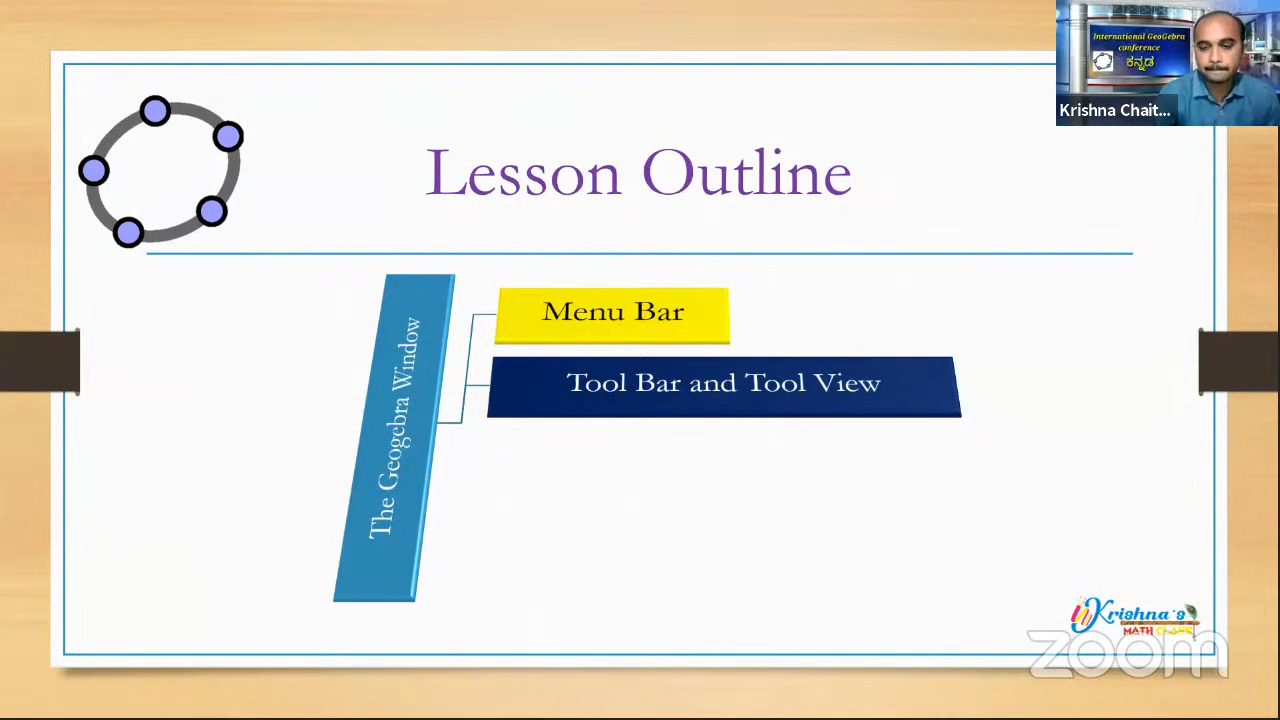 International GeoGebra
conference
ಕನ್ನಡ
Krishna Chait...
Lesson Outline
The Geogebra Window
Menu Bar
Tool Bar and Tool View
Krishna's
MATH CLASS
zoom